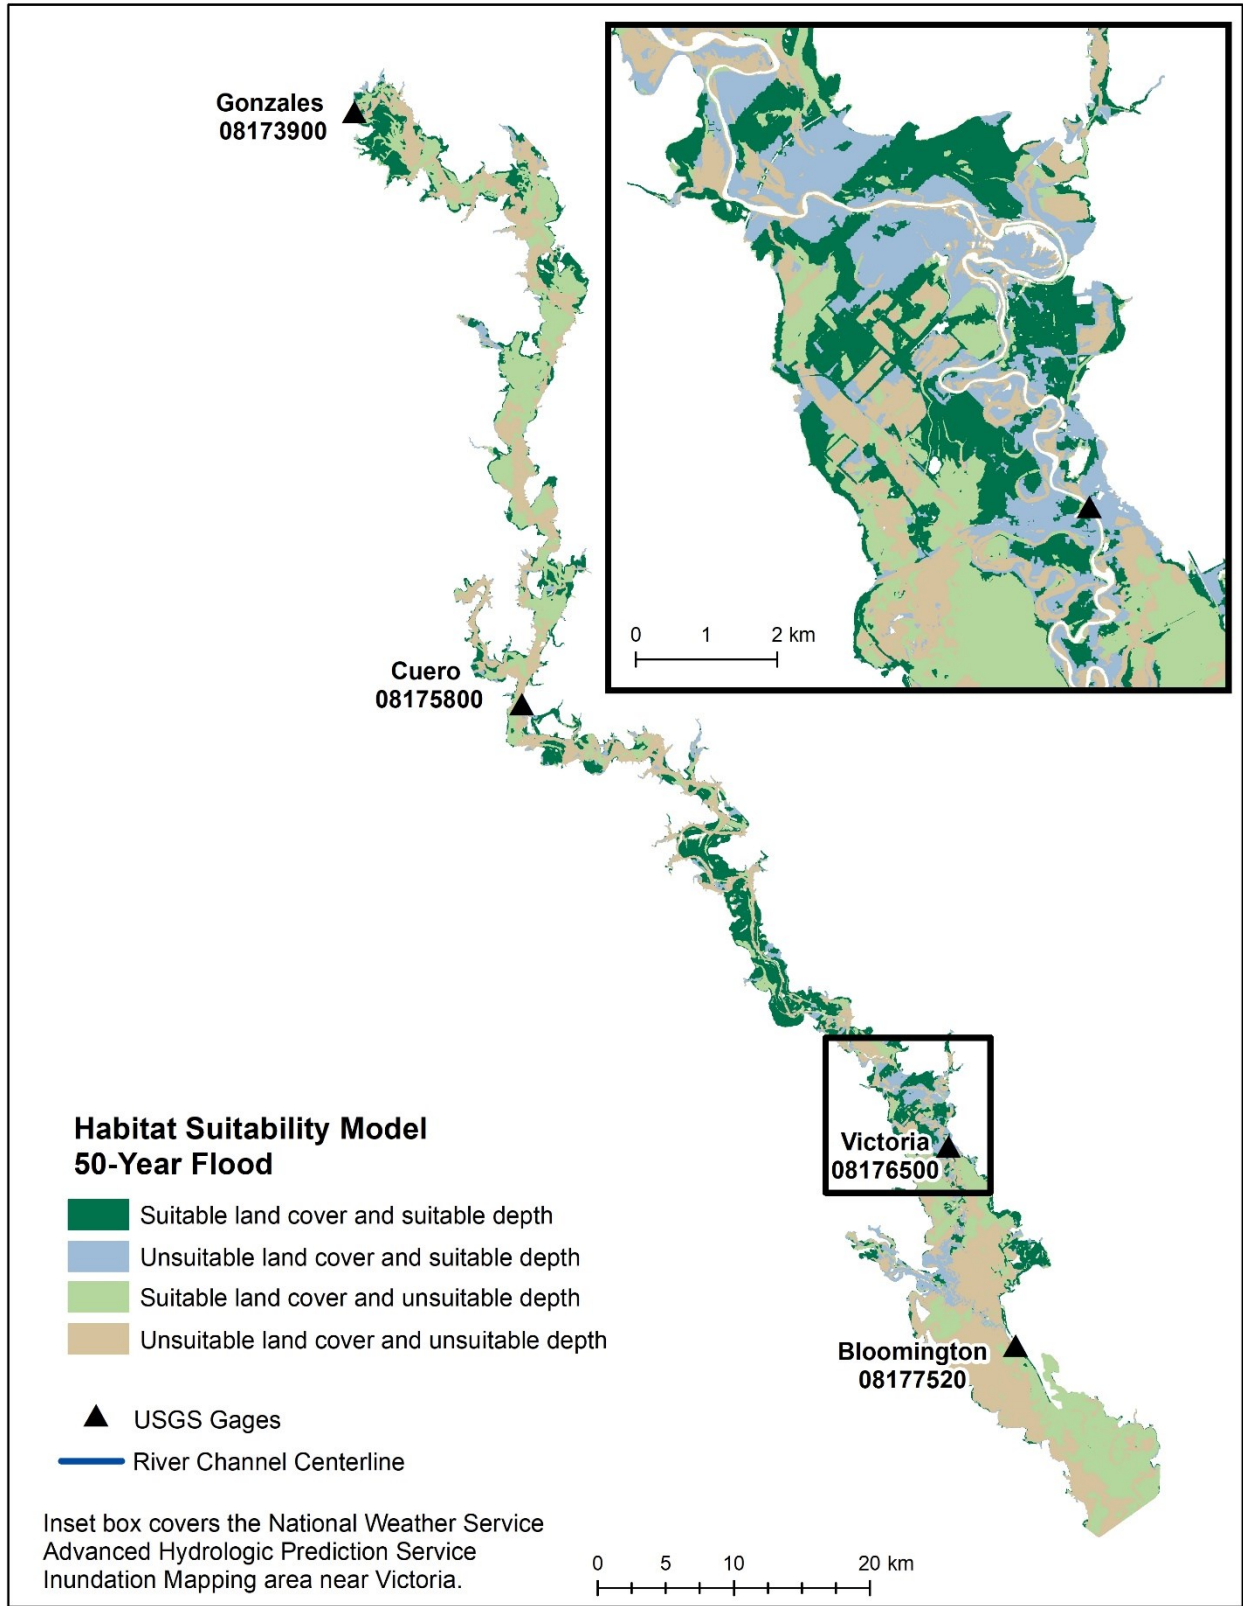 Gonzales
08173900
0 1 2 km
Cuero
08175800
Habitat Suitability Model
50-Year Flood
Suitable land cover and suitable depth
Unsuitable land cover and suitable depth
Suitable land cover and unsuitable depth
Unsuitable land cover and unsuitable depth
Victoria
08176500
Bloomington
08177520
USGS Gages
River Channel Centerline
Inset box covers the National Weather Service
Advanced Hydrologic Prediction Service
Inundation Mapping area near Victoria.
0 5 10 20 km